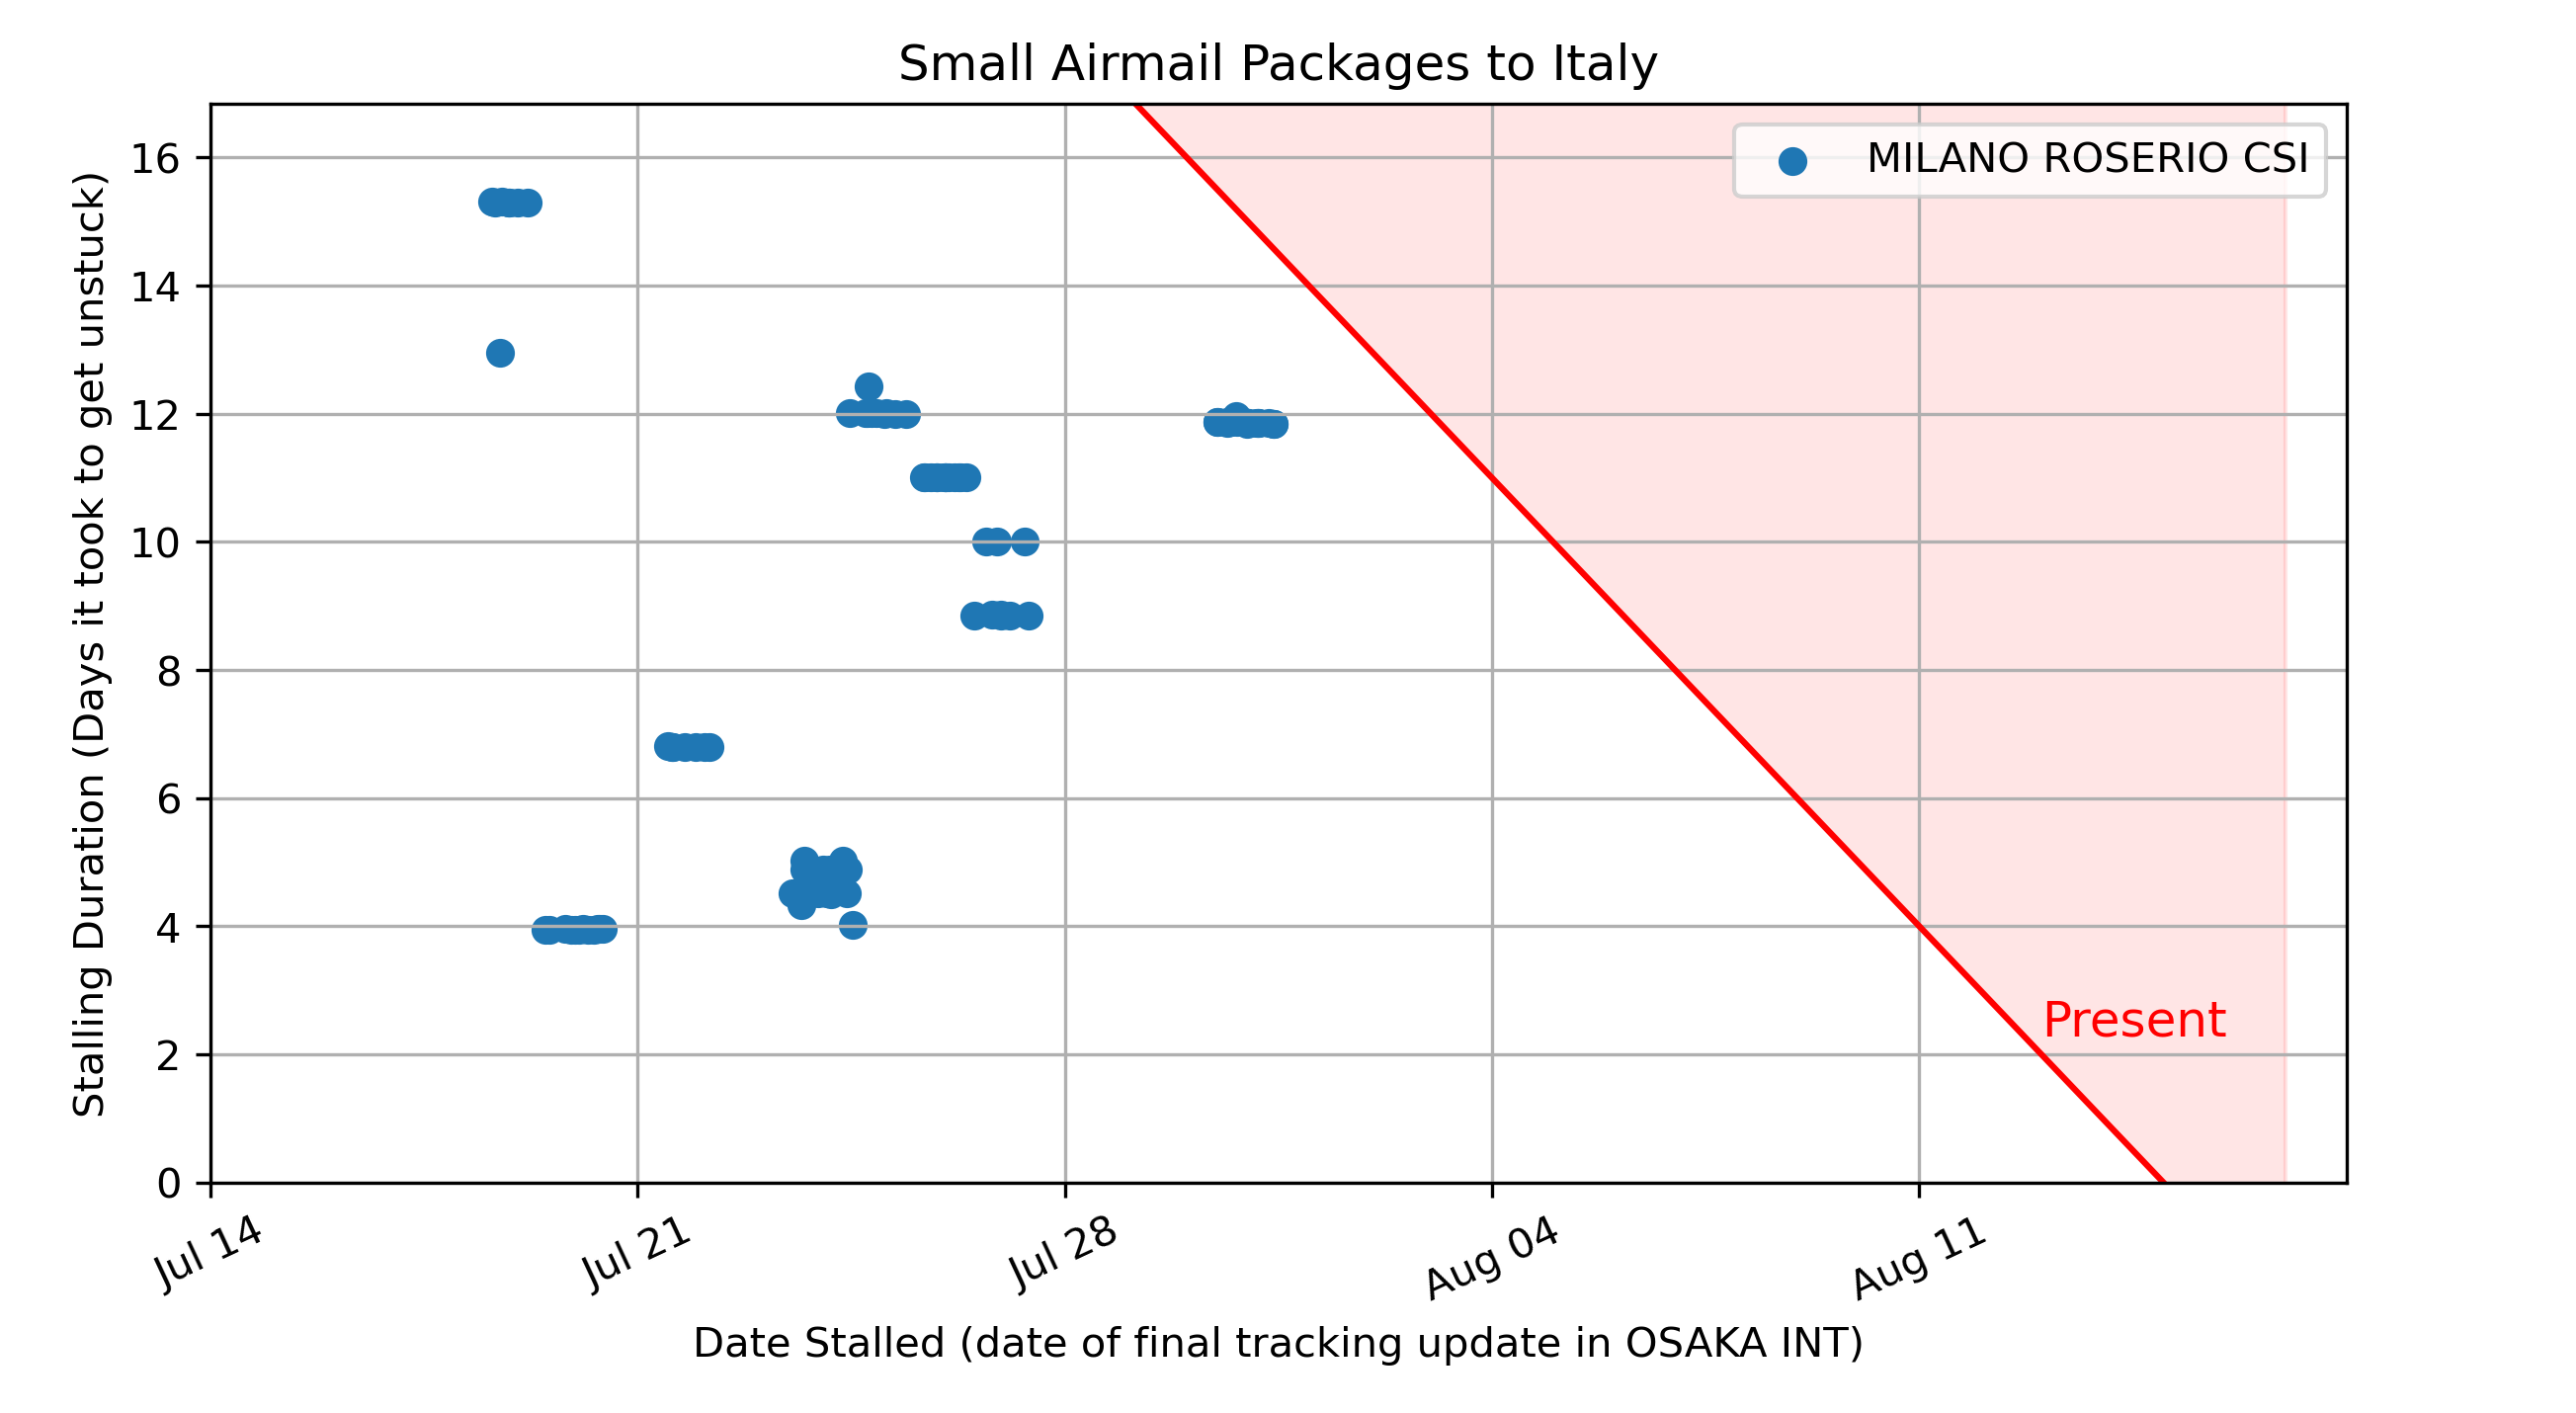 Small Airmail Packages to Italy
MILANO ROSERIO CSI
Stalling Duration (Days it took to get unstuck)
16
14
12
10
8
6
4
2
0
Present
Jul 14
Jul 21
Jul 28
Aug 04
Aug 11
Date Stalled (date of final tracking update in OSAKA INT)